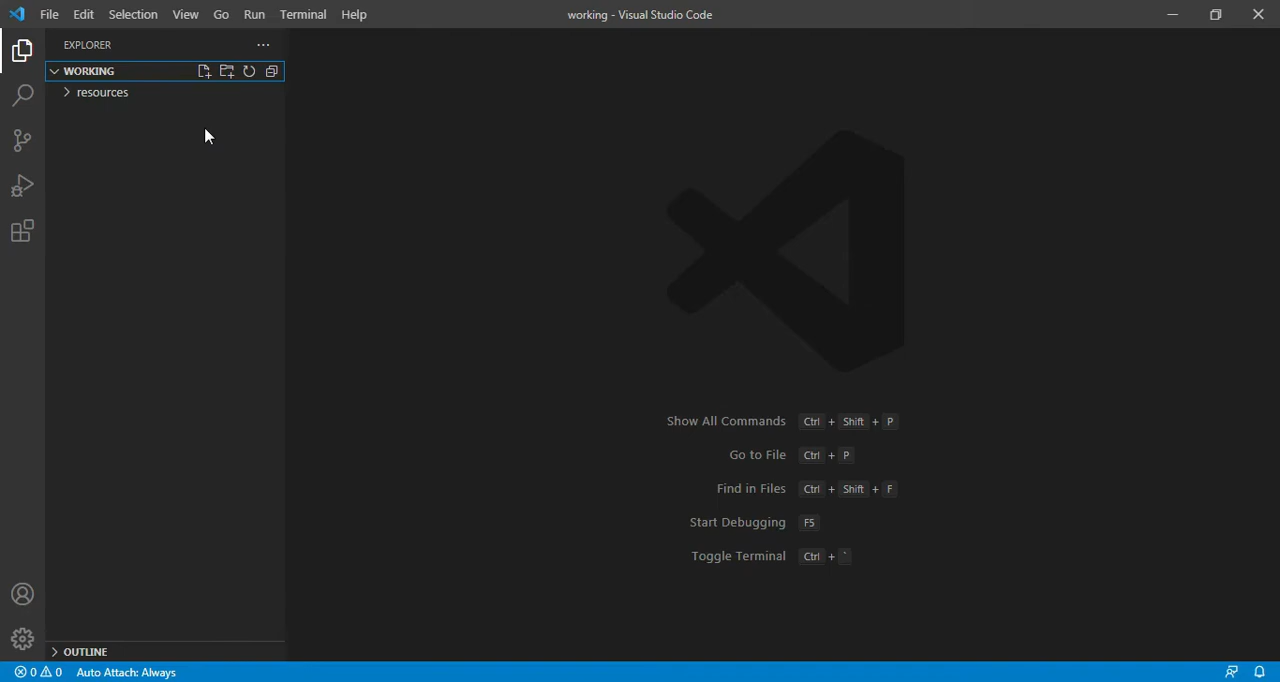 File Edit Selection View Go Run Terminal Help
working - Visual Studio Code
EXPLORER
WORKING
resources
Show All Commands Ctrl + Shift + P
Go to File Ctrl + P
Find in Files Ctrl + Shift + F
Start Debugging F5
Toggle Terminal Ctrl + `
OUTLINE
0 0 Auto Attach: Always